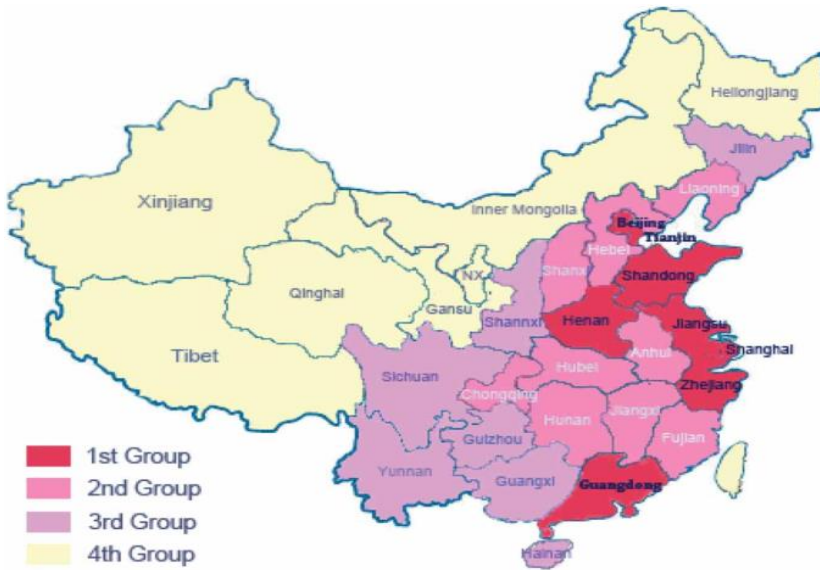 Heilongjiang
Jilin
Liaoning
Xinjiang
Inner Mongolia
Beijing
Tianjin
Hebei
NX
Shanxi
Shandong
Qinghai
Gansu
Shannxi
Henan
Jiangsu
Tibet
Shanghai
Anhui
Sichuan
Hubei
Zhejiang
Chongqing
Hunan
Jiangxi
Guizhou
Fujian
1st Group
Yunnan
Guangxi
Guangdong
2nd Group
3rd Group
4th Group
Hainan